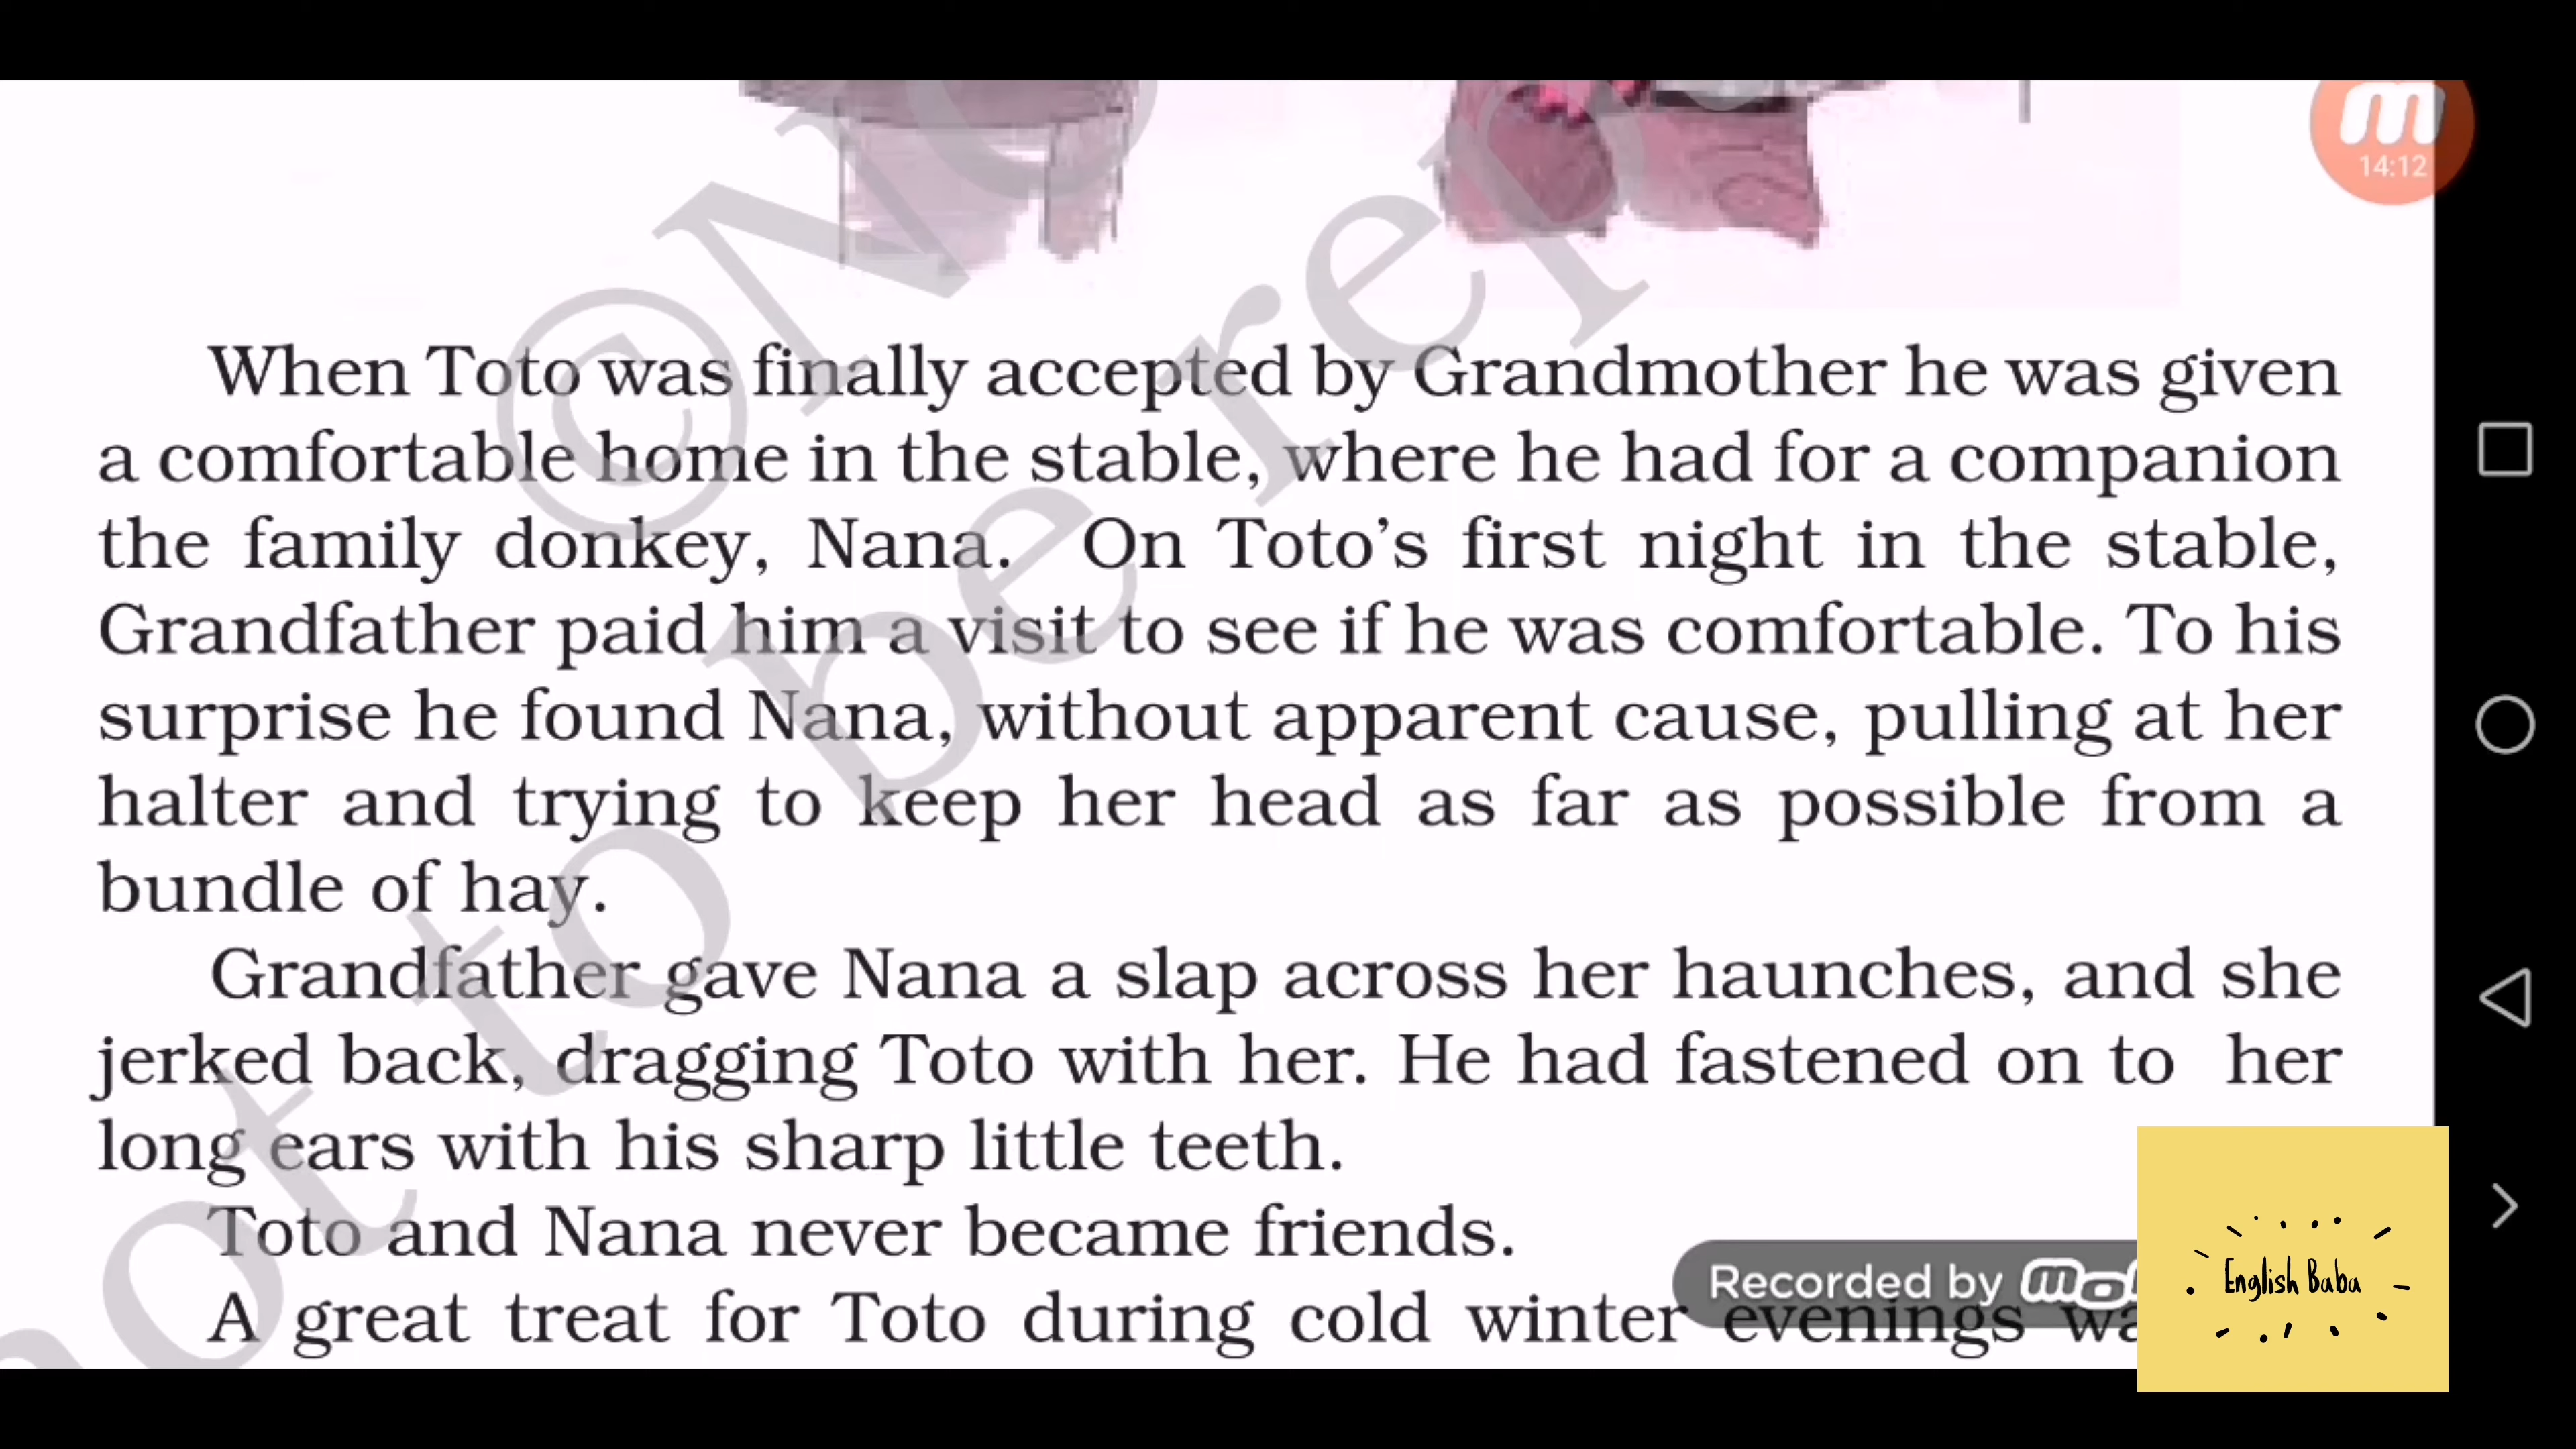 14:12
When Toto was finally accepted by Grandmother he was given
a comfortable home in the stable, where he had for a companion
the family donkey, Nana. On Toto’s first night in the stable,
Grandfather paid him a visit to see if he was comfortable. To his
surprise he found Nana, without apparent cause, pulling at her
halter and trying to keep her head as far as possible from a
bundle of hay.
Grandfather gave Nana a slap across her haunches, and she
jerked back, dragging Toto with her. He had fastened on to her
long ears with his sharp little teeth.
Toto and Nana never became friends.
A great treat for Toto during cold winter evenings
Recorded by
English Baba
©
not to be